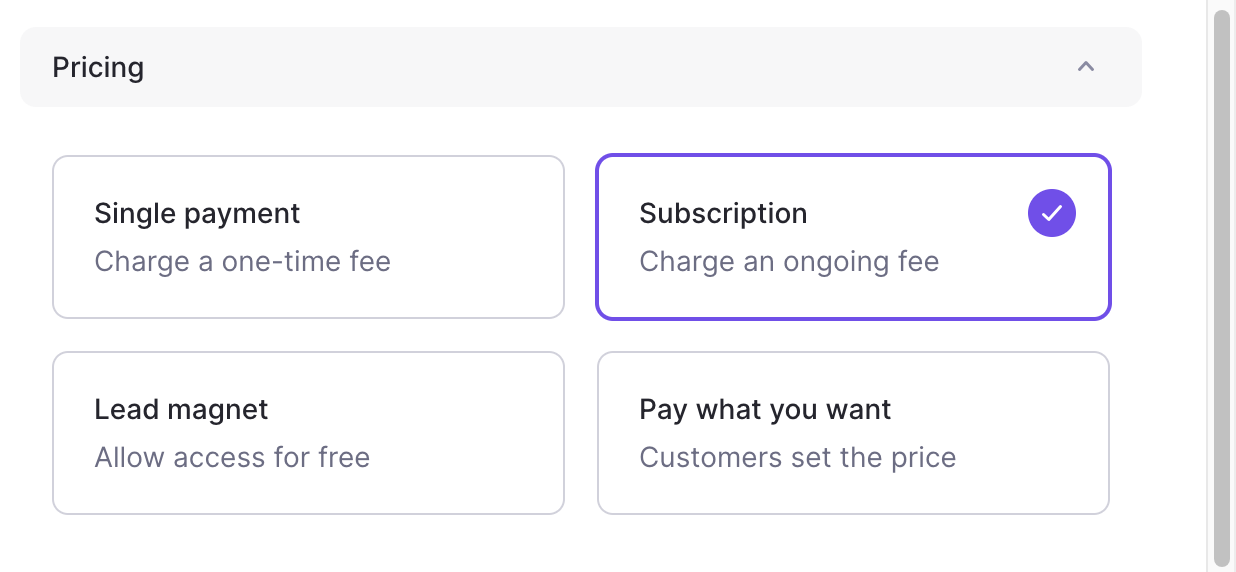 Pricing
Single payment
Charge a one-time fee
Subscription
Charge an ongoing fee
Lead magnet
Allow access for free
Pay what you want
Customers set the price